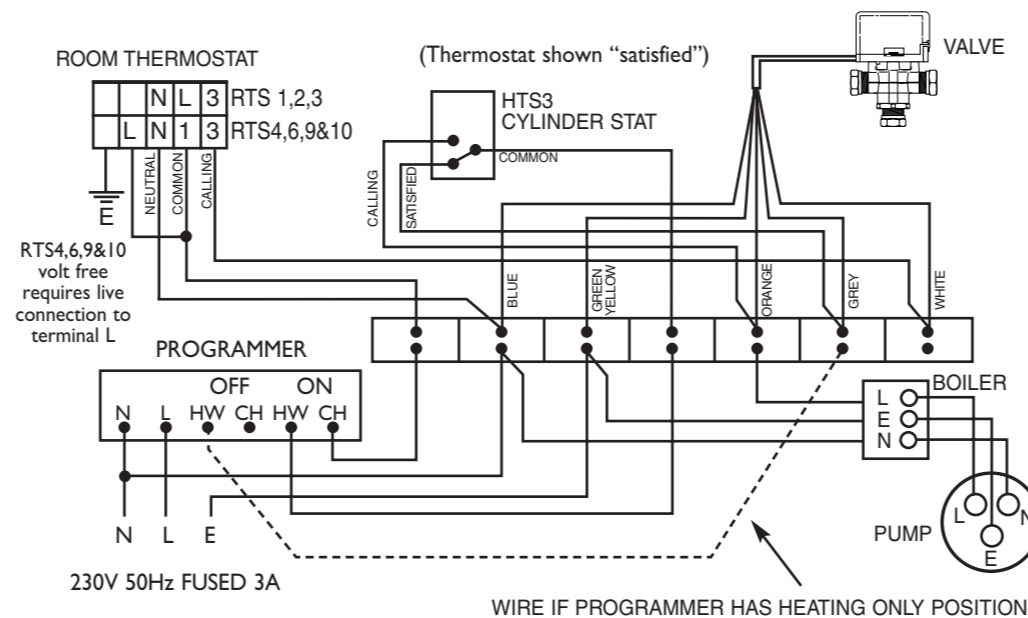 ROOM THERMOSTAT
(Thermostat shown “satisfied”)
VALVE
N L 3 RTS 1,2,3
L N 1 3 RTS4,6,9&10
HTS3
CYLINDER STAT
COMMON
NEUTRAL
COMMON
CALLING
CALLING
SATISFIED
E
RTS4,6,9&10
volt free
requires live
connection to
terminal L
BLUE
GREEN
YELLOW
ORANGE
GREY
WHITE
PROGRAMMER
OFF ON
N L HW CH HW CH
BOILER
L
E
N
PUMP
L
N
E
N L E
230V 50Hz FUSED 3A
WIRE IF PROGRAMMER HAS HEATING ONLY POSITION